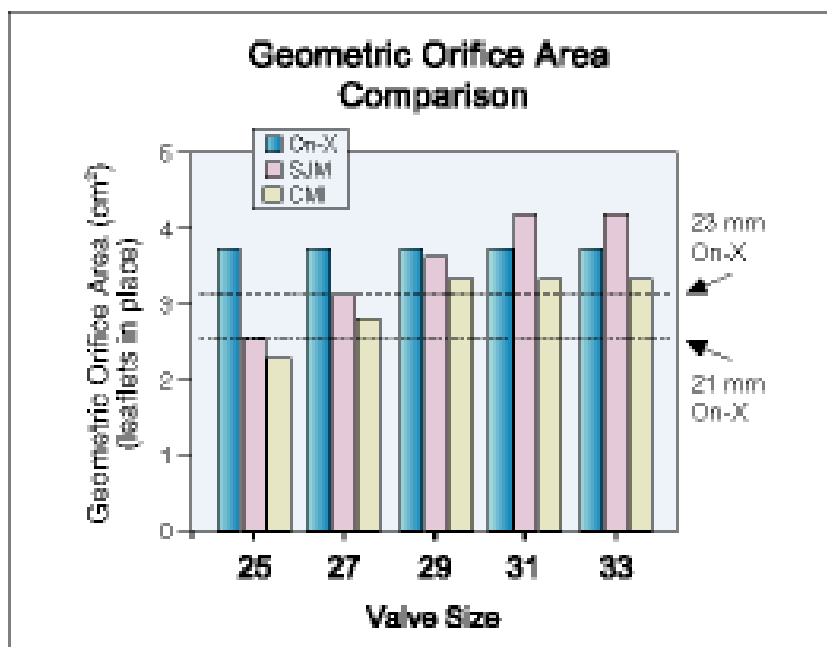 Geometric Orifice Area
Comparison
On-X
SJM
CMI
Geometric Orifice Area (cm²)
(leaflets in place)
5
4
3
2
1
0
23 mm
On-X
21 mm
On-X
25 27 29 31 33
Valve Size